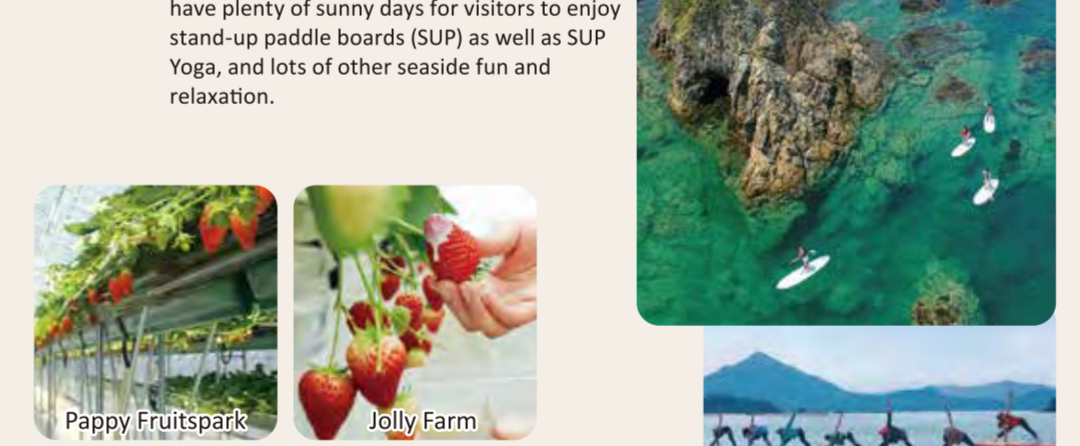 have plenty of sunny days for visitors to enjoy
stand-up paddle boards (SUP) as well as SUP
Yoga, and lots of other seaside fun and
relaxation.
Pappy Fruitspark
Jolly Farm